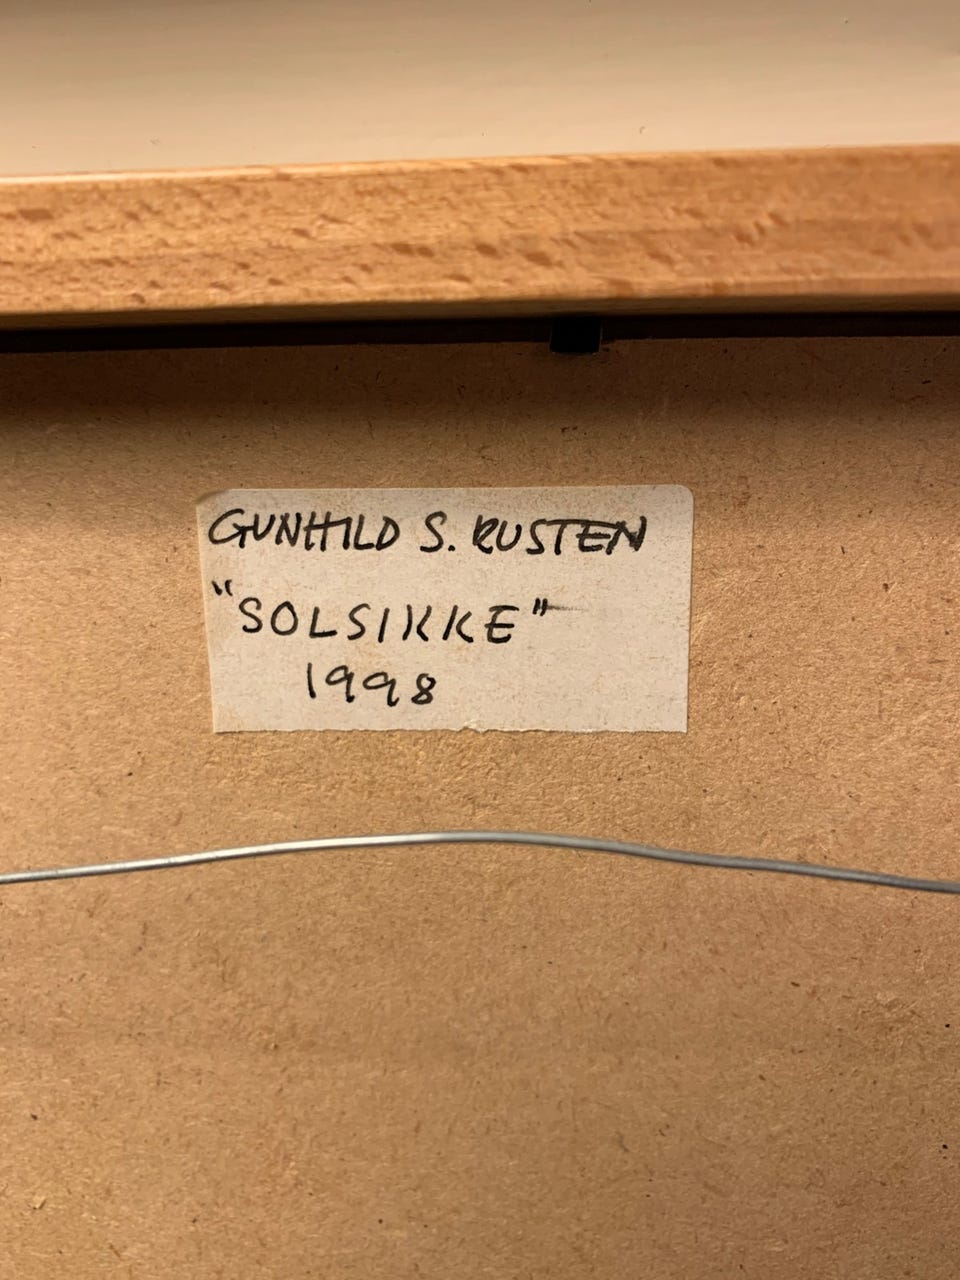 GUNHILD S. RUSTEN
"SOLSIKKE"
1998